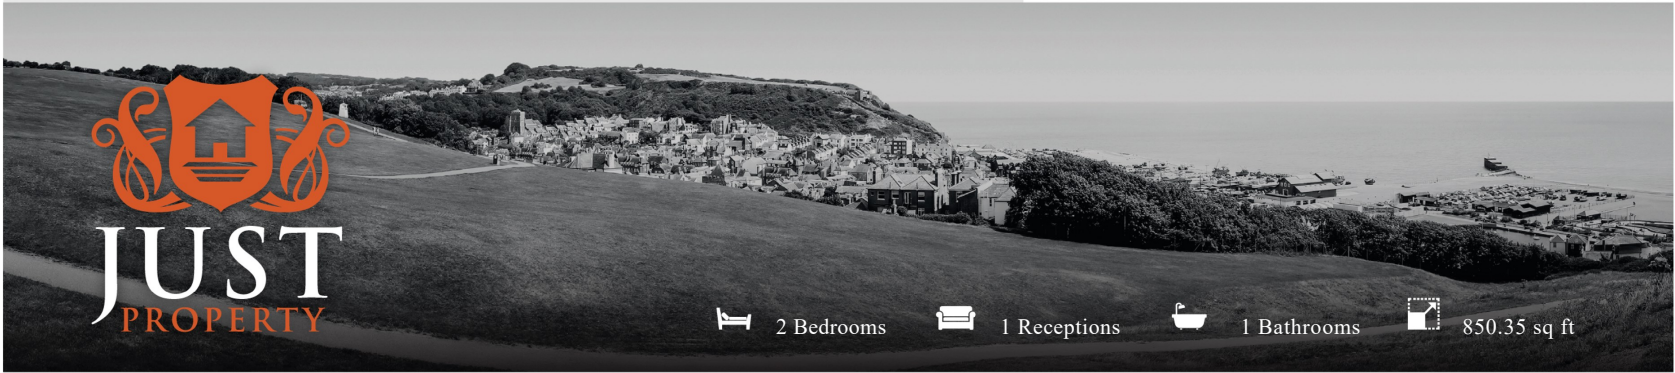 JUST
PROPERTY
2 Bedrooms
1 Receptions
1 Bathrooms
850.35 sq ft